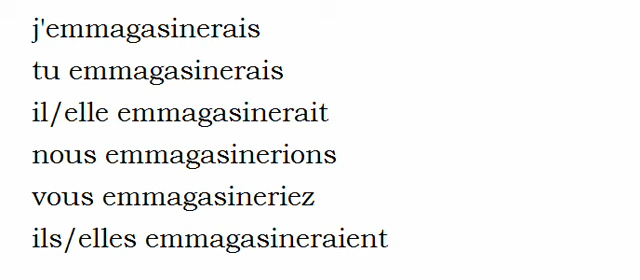 j'emmagasinerais
tu emmagasinerais
il/elle emmagasinerait
nous emmagasinerions
vous emmagasineriez
ils/elles emmagasineraient